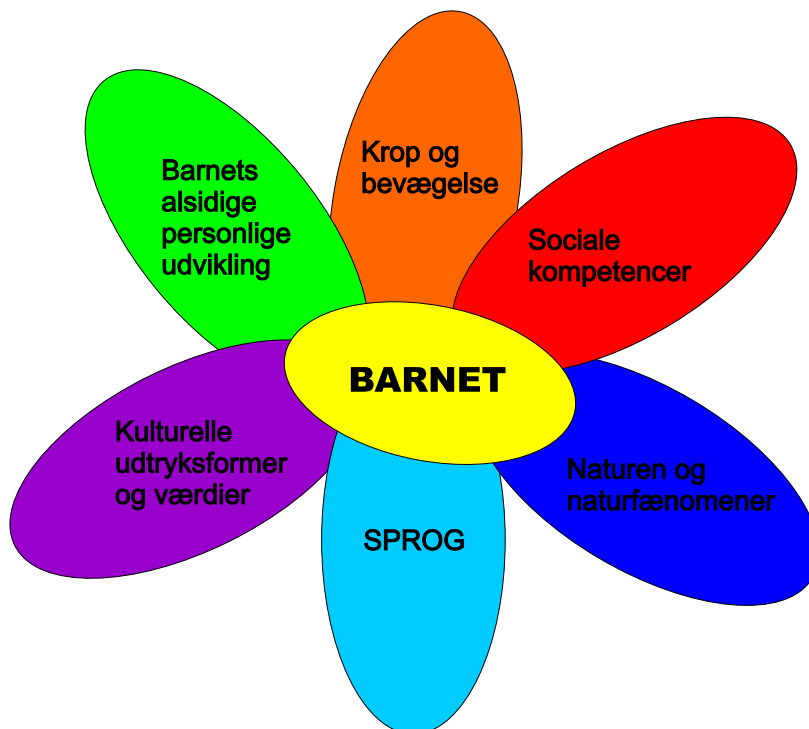 Krop og
bevægelse
Barnets
alsidige
personlige
udvikling
Sociale
kompetencer
BARNET
Kulturelle
udtryksformer
og værdier
Naturen og
naturfænomener
SPROG